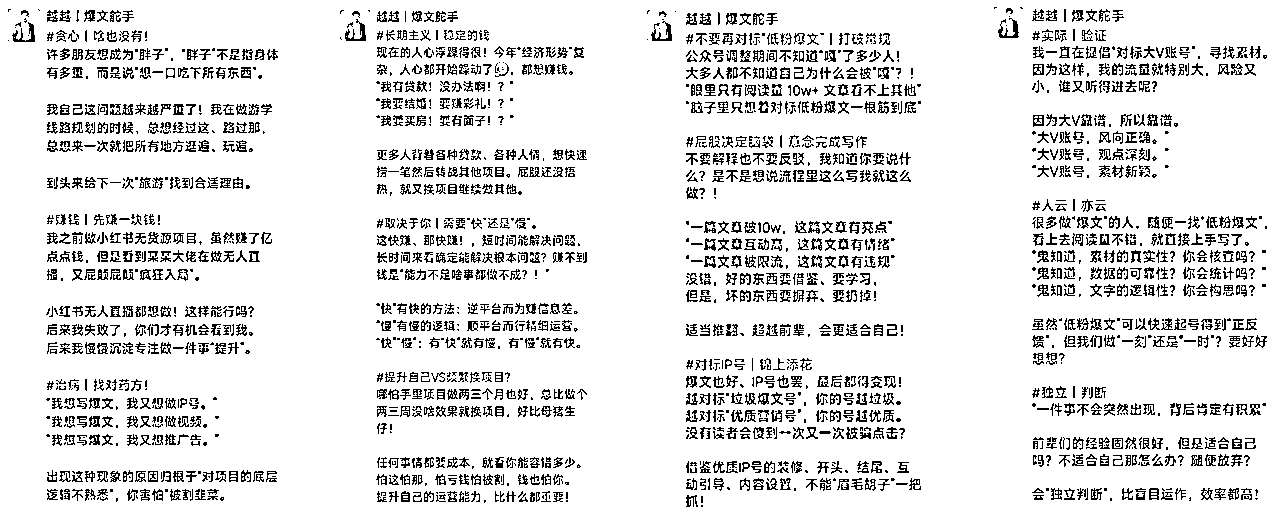 越越丨爆文舵手
#贪心丨啥也没有!
许多朋友想成为"胖子","胖子"不是指身体
有多重,而是说"想一口吃下所有东西"。
我自己这问题越来越严重了!我在做游学
线路规划的时候,总想经过这、路过那,
总想来一次就把所有地方逛遍、玩遍。
到头来给下一次"旅游"找到合适理由。
#赚钱丨先赚一块钱!
我之前做小红书无货源项目,虽然赚了亿
点点钱,但是看到某某大佬在做无人直
播,又屁颠屁颠"疯狂入局"。
小红书无人直播都想做!这样能行吗?
后来我失败了,你们才有机会看到我。
后来我慢慢沉淀专注做一件事"提升"。
#治病丨找对药方!
"我想写爆文,我又想做IP号。"
"我想写爆文,我又想做视频。"
"我想写爆文,我又想推广告。"
出现这种现象的原因归根于"对项目的底层
逻辑不熟悉",你害怕"被割韭菜。
越越丨爆文舵手
#长期主义丨稳定的钱
现在的人心浮躁得很!今年"经济形势"复
杂,人心都开始躁动了,都想赚钱。
"我有贷款!没办法啊!?"
"我要结婚!要赚彩礼!?"
"我要买房!要有面子!?"
更多人背着各种贷款、各种人情,想快速
捞一笔然后转战其他项目。屁股还没捂
热,就又换项目继续做其他。
#取决于你丨需要"快"还是"慢"。
这快赚、那快赚!,短时间能解决问题,
长时间来看确定能解决根本问题?赚不到
钱是"能力不足啥事都做不成?!"
"快"有快的方法:逆平台而为赚信息差。
"慢"有慢的逻辑:顺平台而行精细运营。
"快""慢":有"快"就有慢,有"慢"就有快。
#提升自己VS频繁换项目?
哪怕手里项目做两三个月也好,总比做个
两三周没啥效果就换项目,好比母猪生
仔!
任何事情都要成本,就看你能容错多少。
怕这怕那,怕亏钱怕被割,钱也怕你。
提升自己的运营能力,比什么都重要!
越越丨爆文舵手
#不要再对标"低粉爆文"丨打破常规
公众号调整期间不知道"嘎"了多少人!
大多人都不知道自己为什么会被"嘎"?!
"眼里只有阅读量 10w+ 文章看不上其他"
"脑子里只想着对标低粉爆文一根筋到底"
#屁股决定脑袋丨意念完成写作
不要解释也不要反驳,我知道你要说什
么?是不是想说流程里这么写我就这么
做?!
"一篇文章破10w,这篇文章有亮点"
"一篇文章互动高,这篇文章有情绪"
"一篇文章被限流,这篇文章有违规"
没错,好的东西要借鉴、要学习,
但是,坏的东西要摒弃、要扔掉!
适当推翻、超越前辈,会更适合自己!
#对标IP号丨锦上添花
爆文也好、IP号也罢,最后都得变现!
越对标"垃圾爆文号",你的号越垃圾。
越对标"优质营销号",你的号越优质。
没有读者会傻到一次又一次被骗点击?
借鉴优质IP号的装修、开头、结尾、互
动引导、内容设置,不能"眉毛胡子"一把
抓!
越越丨爆文舵手
#实际丨验证
我一直在提倡"对标大V账号",寻找素材。
因为这样,我的流量就特别大,风险又
小,谁又听得进去呢?
因为大V靠谱,所以靠谱。
"大V账号,风向正确。"
"大V账号,观点深刻。"
"大V账号,素材新颖。"
#人云丨亦云
很多做"爆文"的人,随便一找"低粉爆文",
看上去阅读量不错,就直接上手写了。
"鬼知道,素材的真实性?你会核查吗?"
"鬼知道,数据的可靠性?你会统计吗?"
"鬼知道,文字的逻辑性?你会构思吗?"
虽然"低粉爆文"可以快速起号得到"正反
馈",但我们做"一刻"还是"一时"?要好好
想想?
#独立丨判断
"一件事不会突然出现,背后肯定有积累"
前辈们的经验固然很好,但是适合自己
吗?不适合自己那怎么办?随便放弃?
会"独立判断",比盲目运作,效率都高!